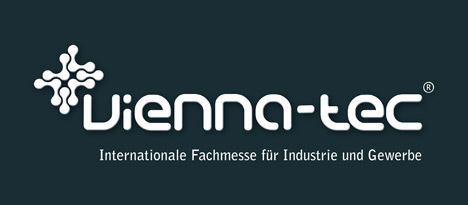 vienna-tec®
Internationale Fachmesse für Industrie und Gewerbe